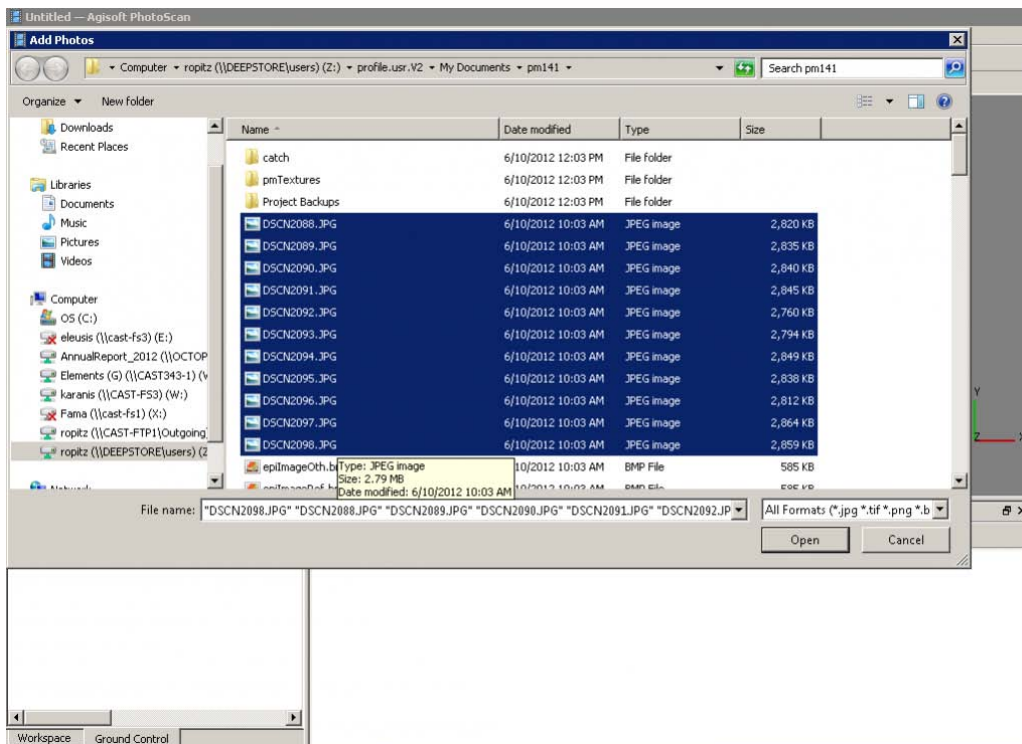 Untitled — Agisoft PhotoScan
Add Photos
Computer ropitz (\\DEEPSTORE\users) (Z:) profile.usr.V2 My Documents pm141
Search pm141
Organize New folder
Downloads
Recent Places
Libraries
Documents
Music
Pictures
Videos
Computer
OS (C:)
eleusis (\\cast-fs3) (E:)
AnnualReport_2012 (\\OCTOP
Elements (G) (\\CAST343-1) (V
karanis (\\CAST-FS3) (W:)
Fama (\\cast-fs1) (X:)
ropitz (\\CAST-FTP1\Outgoing
ropitz (\\DEEPSTORE\users) (Z
Name Date modified Type Size
catch 6/10/2012 12:03 PM File folder
pmTextures 6/10/2012 12:03 PM File folder
Project Backups 6/10/2012 12:03 PM File folder
DSCN2088.JPG 6/10/2012 10:03 AM JPEG image 2,820 KB
DSCN2089.JPG 6/10/2012 10:03 AM JPEG image 2,835 KB
DSCN2090.JPG 6/10/2012 10:03 AM JPEG image 2,840 KB
DSCN2091.JPG 6/10/2012 10:03 AM JPEG image 2,845 KB
DSCN2092.JPG 6/10/2012 10:03 AM JPEG image 2,760 KB
DSCN2093.JPG 6/10/2012 10:03 AM JPEG image 2,794 KB
DSCN2094.JPG 6/10/2012 10:03 AM JPEG image 2,849 KB
DSCN2095.JPG 6/10/2012 10:03 AM JPEG image 2,838 KB
DSCN2096.JPG 6/10/2012 10:03 AM JPEG image 2,812 KB
DSCN2097.JPG 6/10/2012 10:03 AM JPEG image 2,864 KB
DSCN2098.JPG 6/10/2012 10:03 AM JPEG image 2,859 KB
epiImageOth.b 10/2012 10:03 AM BMP File 585 KB
Type: JPEG image
Size: 2.79 MB
Date modified: 6/10/2012 10:03 AM
File name: "DSCN2098.JPG" "DSCN2088.JPG" "DSCN2089.JPG" "DSCN2090.JPG" "DSCN2091.JPG" "DSCN2092.JP
All Formats (*.jpg *.tif *.png *.b
Open Cancel
Y
Z
Workspace Ground Control